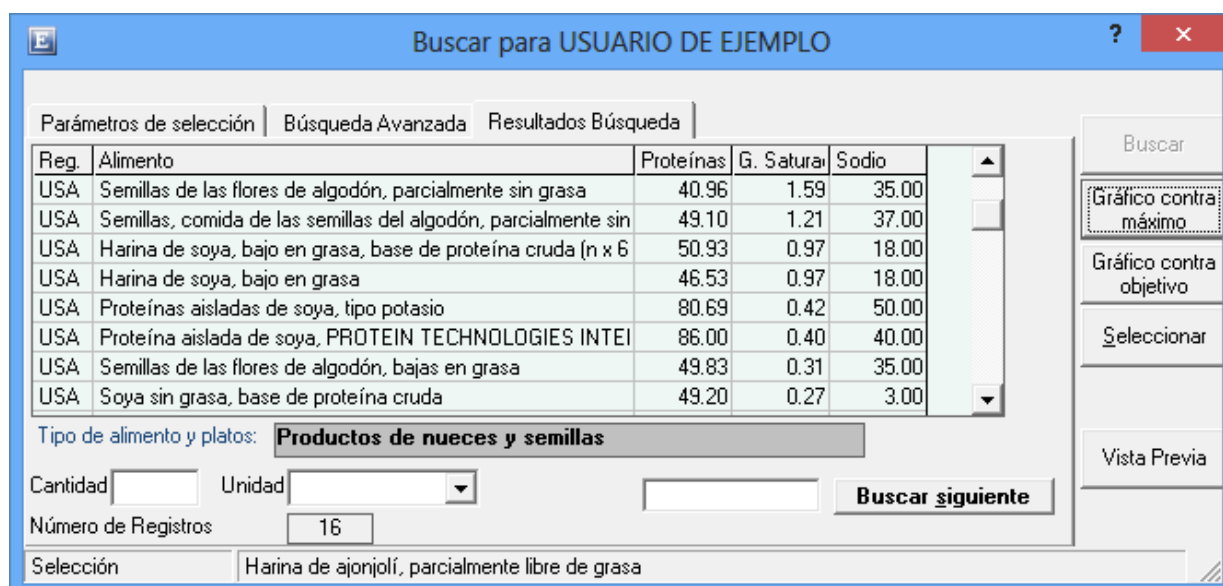 E Buscar para USUARIO DE EJEMPLO ? ×
Parámetros de selección Búsqueda Avanzada Resultados Búsqueda
Buscar
Gráfico contra
máximo
Gráfico contra
objetivo
Seleccionar
Vista Previa
Reg. Alimento Proteínas G. Satura Sodio
USA Semillas de las flores de algodón, parcialmente sin grasa 40.96 1.59 35.00
USA Semillas, comida de las semillas del algodón, parcialmente sin 49.10 1.21 37.00
USA Harina de soya, bajo en grasa, base de proteína cruda (n x 6 50.93 0.97 18.00
USA Harina de soya, bajo en grasa 46.53 0.97 18.00
USA Proteínas aisladas de soya, tipo potasio 80.69 0.42 50.00
USA Proteína aislada de soya, PROTEIN TECHNOLOGIES INTEI 86.00 0.40 40.00
USA Semillas de las flores de algodón, bajas en grasa 49.83 0.31 35.00
USA Soya sin grasa, base de proteína cruda 49.20 0.27 3.00
Tipo de alimento y platos: Productos de nueces y semillas
Cantidad Unidad Buscar siguiente
Número de Registros 16
Selección Harina de ajonjolí, parcialmente libre de grasa